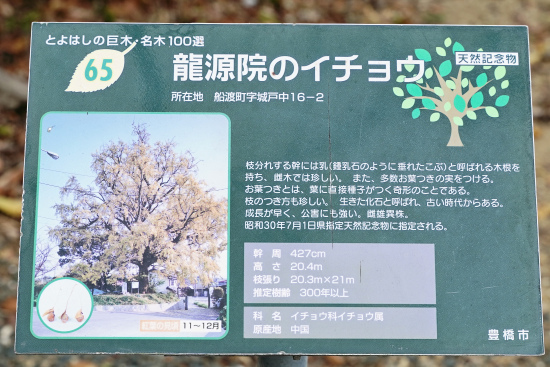 とよはしの巨木・名木100選
65
龍源院のイチョウ
天然記念物
所在地 船渡町字城戸中16－2
枝分れする幹には乳(鍾乳石のように垂れたこぶ)と呼ばれる木根を
持ち、雌木では珍しい。また、多数お葉つきの実をつける。
お葉つきとは、葉に直接種子がつく奇形のことである。
枝のつき方も珍しい。生きた化石と呼ばれ、古い時代からある。
成長が早く、公害にも強い。雌雄異株。
昭和30年7月1日県指定天然記念物に指定される。
幹周 427cm
高さ 20.4m
枝張り 20.3m×21m
推定樹齢 300年以上
科名 イチョウ科イチョウ属
原産地 中国
紅葉の見頃 11～12月
豊橋市